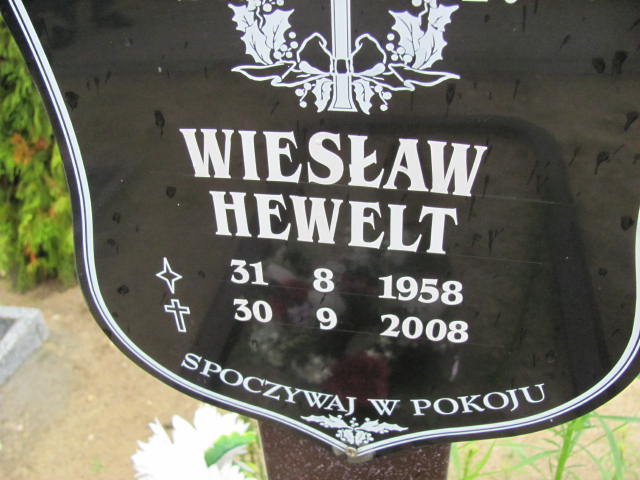 WIESŁAW
HEWELT
31 8 1958
30 9 2008
SPOCZYWAJ W POKOJU